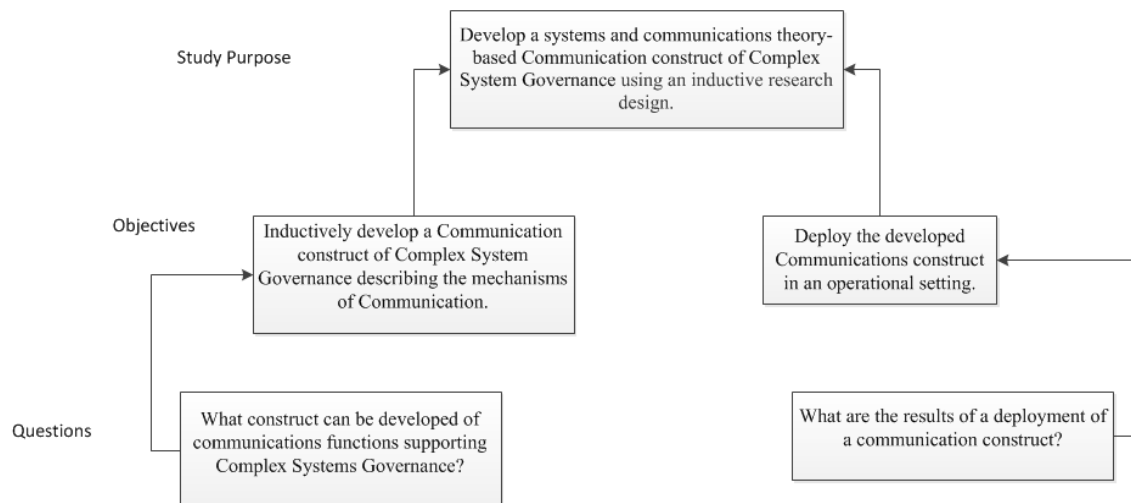 Study Purpose
Develop a systems and communications theory-
based Communication construct of Complex
System Governance using an inductive research
design.
Objectives
Inductively develop a Communication
construct of Complex System
Governance describing the mechanisms
of Communication.
Deploy the developed
Communications construct
in an operational setting.
Questions
What construct can be developed of
communications functions supporting
Complex Systems Governance?
What are the results of a deployment of
a communication construct?